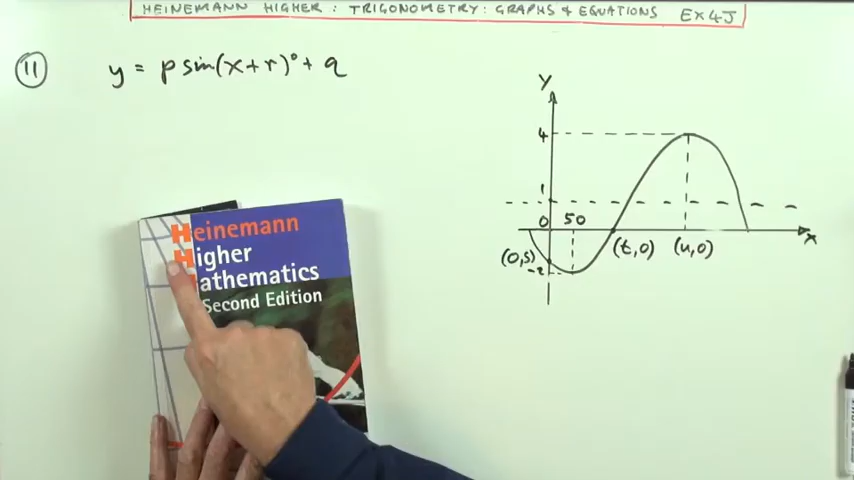 HEINEMANN HIGHER : TRIGONOMETRY: GRAPHS & EQUATIONS Ex 4J
11 y = p sin(x+r)° + q
y
4
1
0 50
x
(t,0) (u,0)
(0,s)
-2
Heinemann
Higher
Mathematics
Second Edition